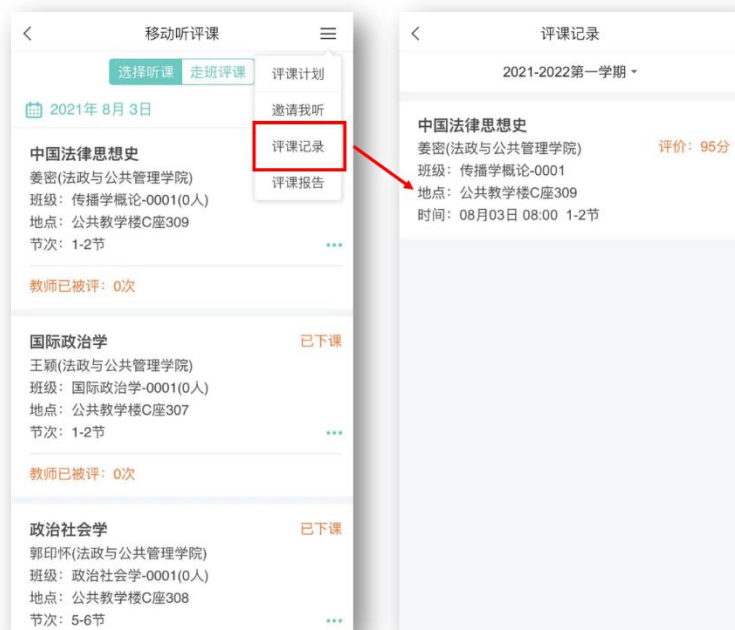 移动听评课
选择听课 走班评课
2021年 8月 3日
评课计划
邀请我听
评课记录
评课报告
中国法律思想史
姜密(法政与公共管理学院)
班级：传播学概论-0001(0人)
地点：公共教学楼C座309
节次：1-2节
教师已被评：0次
国际政治学 已下课
王颖(法政与公共管理学院)
班级：国际政治学-0001(0人)
地点：公共教学楼C座307
节次：1-2节
教师已被评：0次
政治社会学 已下课
郭印怀(法政与公共管理学院)
班级：政治社会学-0001(0人)
地点：公共教学楼C座308
节次：5-6节
评课记录
2021-2022第一学期
中国法律思想史
姜密(法政与公共管理学院) 评价：95分
班级：传播学概论-0001
地点：公共教学楼C座309
时间：08月03日 08:00 1-2节